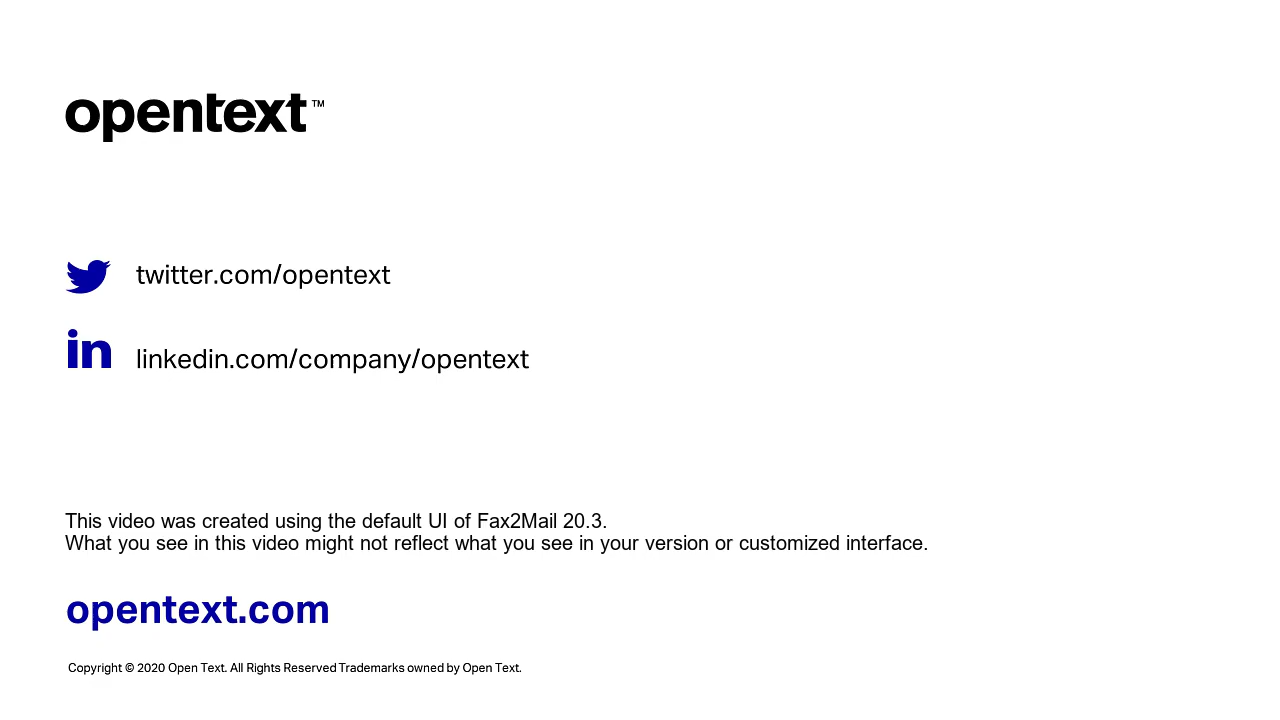 opentext™
twitter.com/opentext
in linkedin.com/company/opentext
This video was created using the default UI of Fax2Mail 20.3.
What you see in this video might not reflect what you see in your version or customized interface.
opentext.com
Copyright © 2020 Open Text. All Rights Reserved Trademarks owned by Open Text.